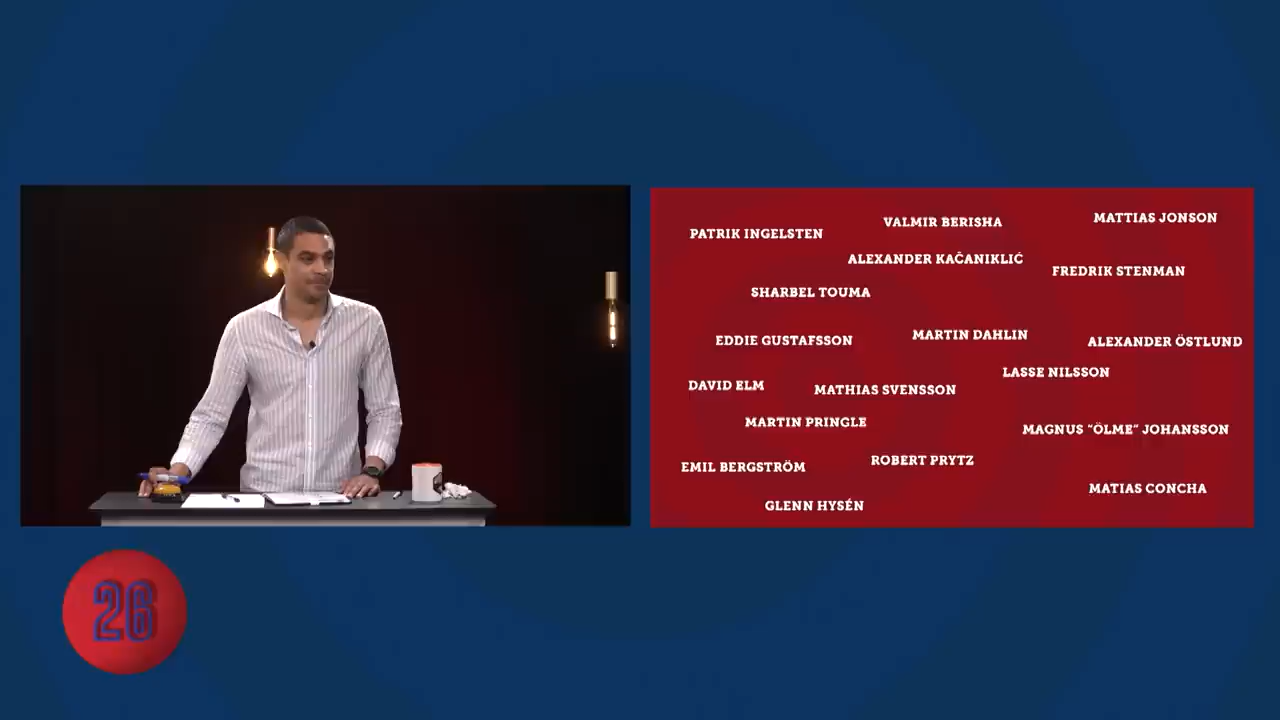 PATRIK INGELSTEN
VALMIR BERISHA
MATTIAS JONSON
ALEXANDER KAČANIKLIĆ
FREDRIK STENMAN
SHARBEL TOUMA
EDDIE GUSTAFSSON
MARTIN DAHLIN
ALEXANDER ÖSTLUND
LASSE NILSSON
DAVID ELM
MATHIAS SVENSSON
MARTIN PRINGLE
MAGNUS "ÖLME" JOHANSSON
EMIL BERGSTRÖM
ROBERT PRYTZ
MATIAS CONCHA
GLENN HYSÉN
26